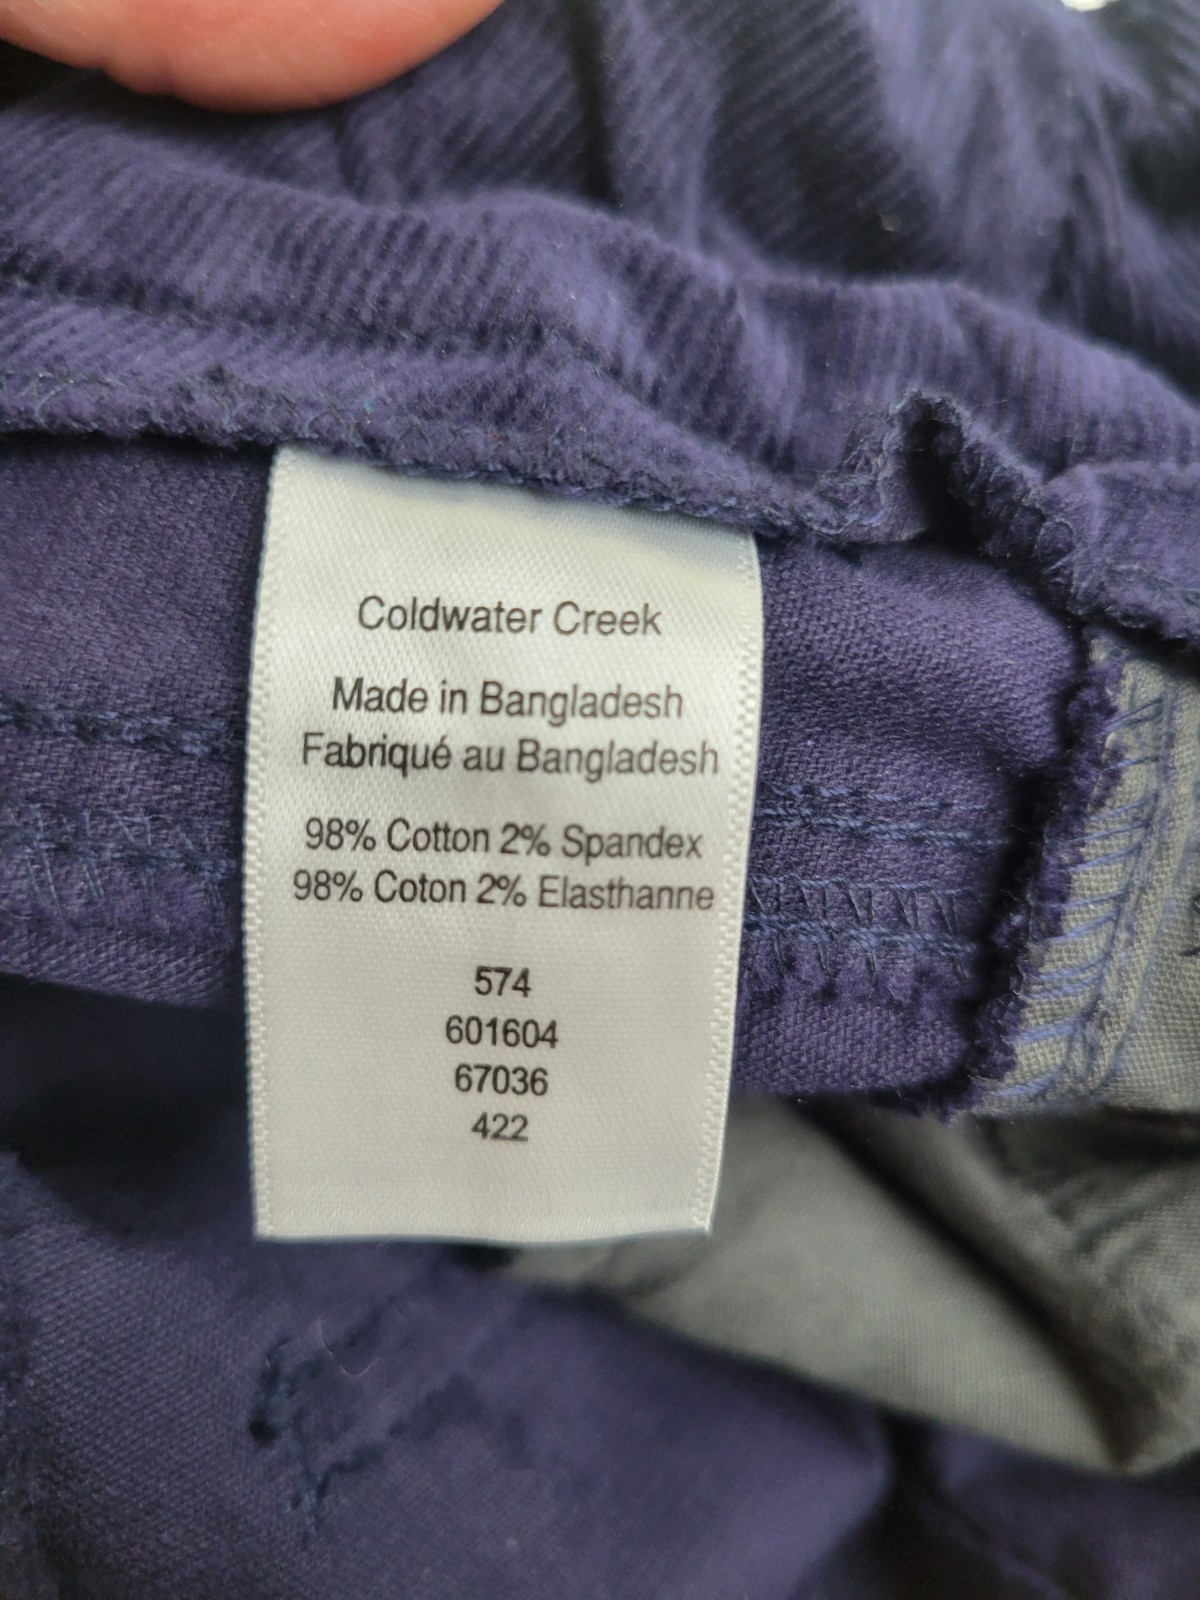 Coldwater Creek
Made in Bangladesh
Fabriqué au Bangladesh
98% Cotton 2% Spandex
98% Coton 2% Elasthanne
574
601604
67036
422